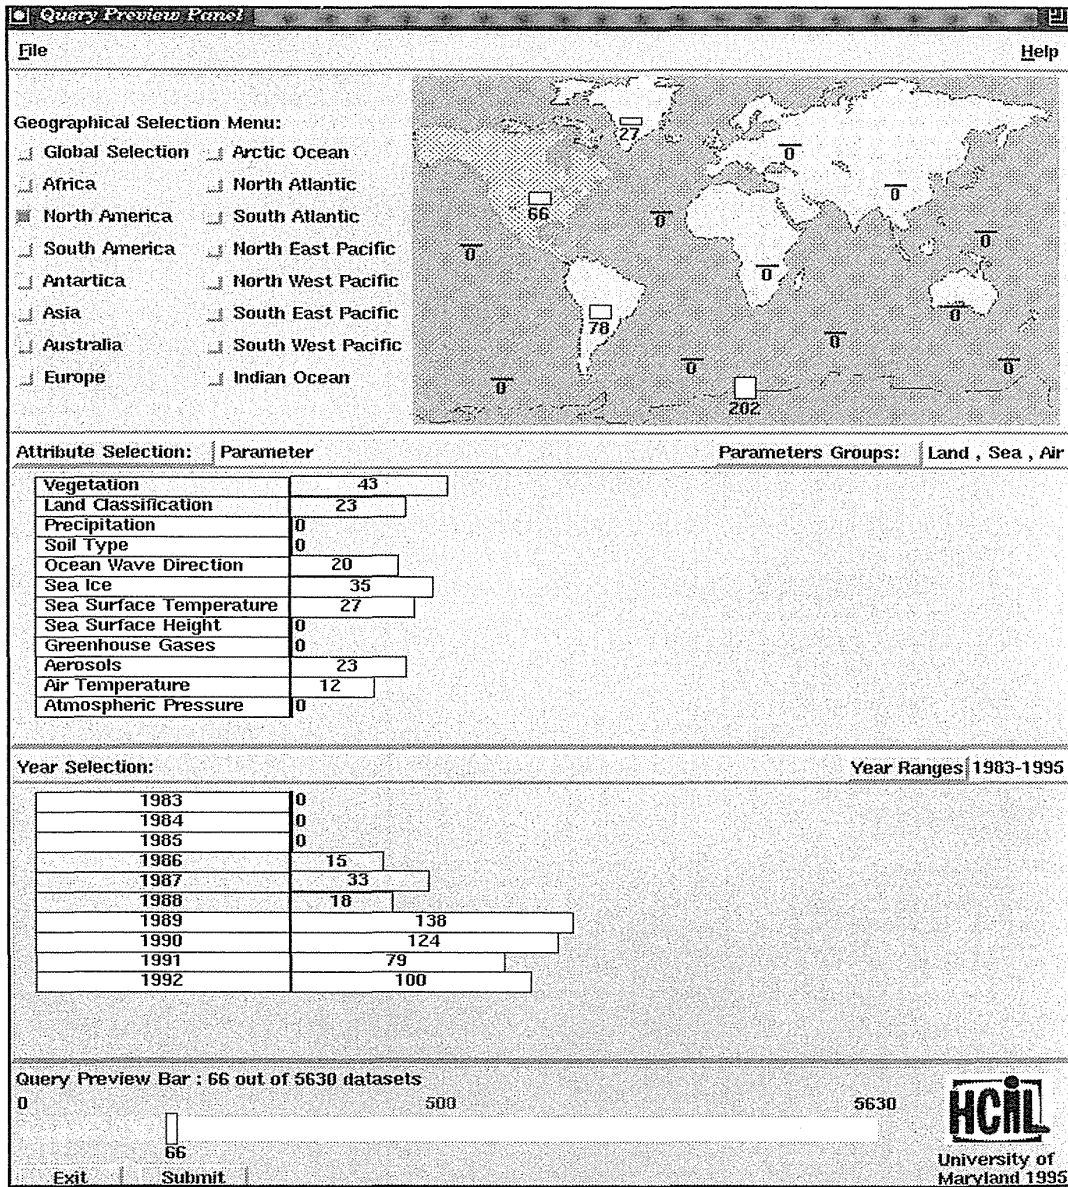 Query Preview Panel
File Help
Geographical Selection Menu:
Global Selection Arctic Ocean
Africa North Atlantic
North America South Atlantic
South America North East Pacific
Antartica North West Pacific
Asia South East Pacific
Australia South West Pacific
Europe Indian Ocean
27
0
0
66
0
0
0
0
78
0
0
0
0
0
202
Attribute Selection: Parameter Parameters Groups: Land , Sea , Air
Vegetation 43
Land Classification 23
Precipitation 0
Soil Type 0
Ocean Wave Direction 20
Sea Ice 35
Sea Surface Temperature 27
Sea Surface Height 0
Greenhouse Gases 0
Aerosols 23
Air Temperature 12
Atmospheric Pressure 0
Year Selection: Year Ranges 1983-1995
1983 0
1984 0
1985 0
1986 15
1987 33
1988 18
1989 138
1990 124
1991 79
1992 100
Query Preview Bar : 66 out of 5630 datasets
0 500 5630
66
Exit Submit
HCIL
University of
Maryland 1995